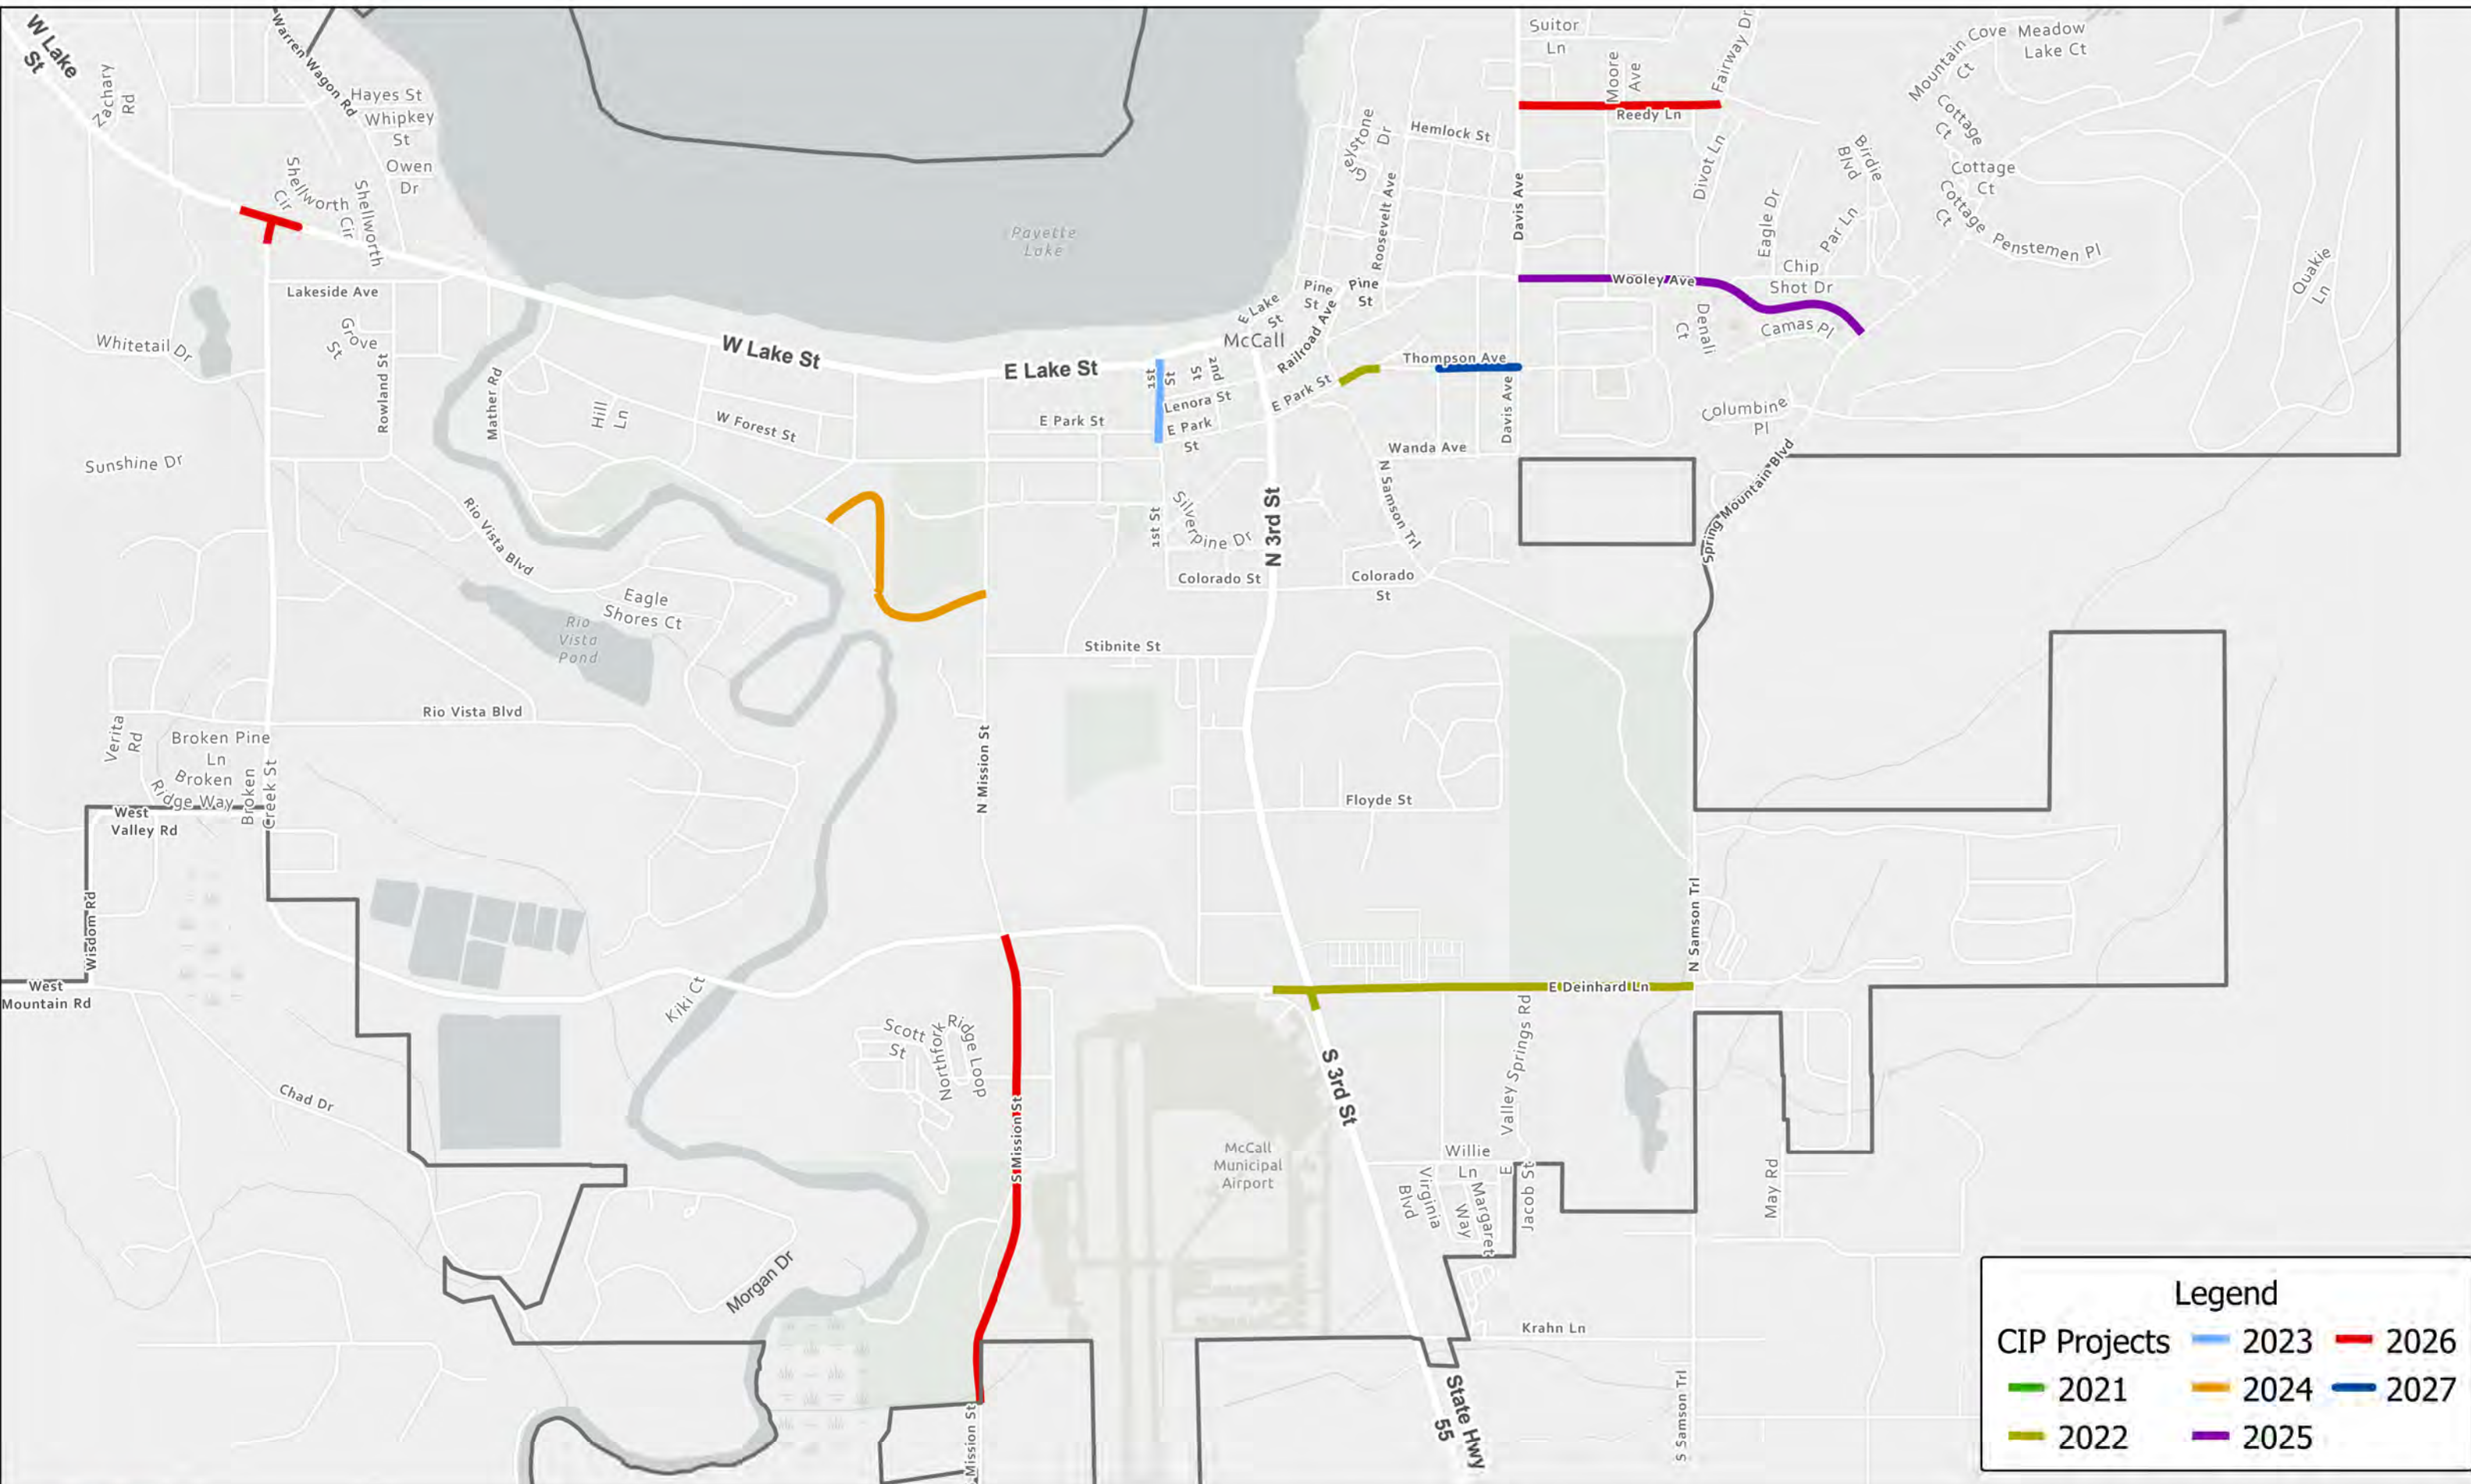 W Lake
St
Zachary
Rd
Warren Wagon Rd
Hayes St
Whipkey
St
Owen
Dr
Shellworth
Cir
Shellworth
Cir
Lakeside Ave
Grove
St
Rowland St
Whitetail Dr
Sunshine Dr
Mather Rd
Hill
Ln
W Lake St
W Forest St
Payette
Lake
E Lake St
E Park St
1st
St
2nd
St
Lenora St
E Park
St
McCall
E Lake
St
Pine
St
Pine
St
Railroad Ave
E Park St
Greystone
Dr
Hemlock St
Roosevelt Ave
Davis Ave
Suitor
Ln
Moore
Ave
Fairway Dr
Reedy Ln
Divot Ln
Eagle Dr
Birdie
Blvd
Par Ln
Chip
Shot Dr
Wooley Ave
Denali
Ct
Camas Pl
Mountain Cove
Ct
Meadow
Lake Ct
Cottage
Ct
Cottage
Ct
Cottage
Ct
Penstemen Pl
Quakie
Ln
Thompson Ave
Davis Ave
Wanda Ave
Columbine
Pl
Spring Mountain Blvd
N Samson Trl
N 3rd St
Silverpine Dr
1st St
Colorado St
Colorado
St
Stibnite St
Rio Vista Blvd
Eagle
Shores Ct
Rio
Vista
Pond
Rio Vista Blvd
Verita
Rd
Broken Pine
Ln
Broken
Ridge Way
Broken
Creek St
West
Valley Rd
Wisdom Rd
West
Mountain Rd
N Mission St
Floyde St
N Samson Trl
E Deinhard Ln
Kiki Ct
Scott
St
Northfork
Ridge Loop
S Mission St
Chad Dr
Morgan Dr
McCall
Municipal
Airport
S 3rd St
Valley Springs Rd
Willie
Ln
Virginia
Blvd
Margaret
Way
E
Jacob St
May Rd
Krahn Ln
S Samson Trl
State Hwy
55
Mission St
Legend
CIP Projects
2021
2022
2023
2024
2025
2026
2027